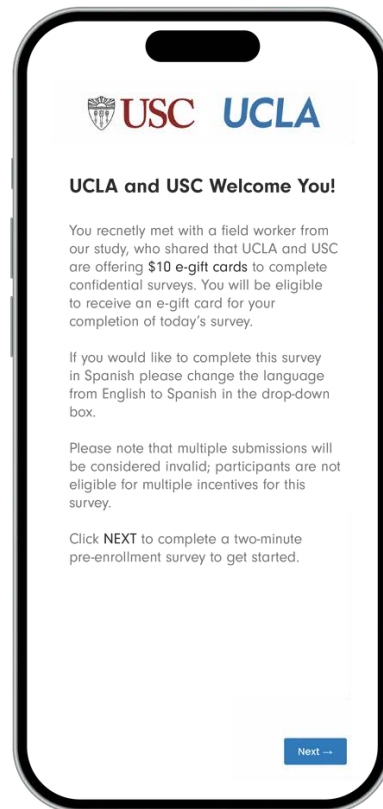 USC UCLA
UCLA and USC Welcome You!
You recnetly met with a field worker from
our study, who shared that UCLA and USC
are offering $10 e-gift cards to complete
confidential surveys. You will be eligible
to receive an e-gift card for your
completion of today's survey.
If you would like to complete this survey
in Spanish please change the language
from English to Spanish in the drop-down
box.
Please note that multiple submissions will
be considered invalid; participants are not
eligible for multiple incentives for this
survey.
Click NEXT to complete a two-minute
pre-enrollment survey to get started.
Next →